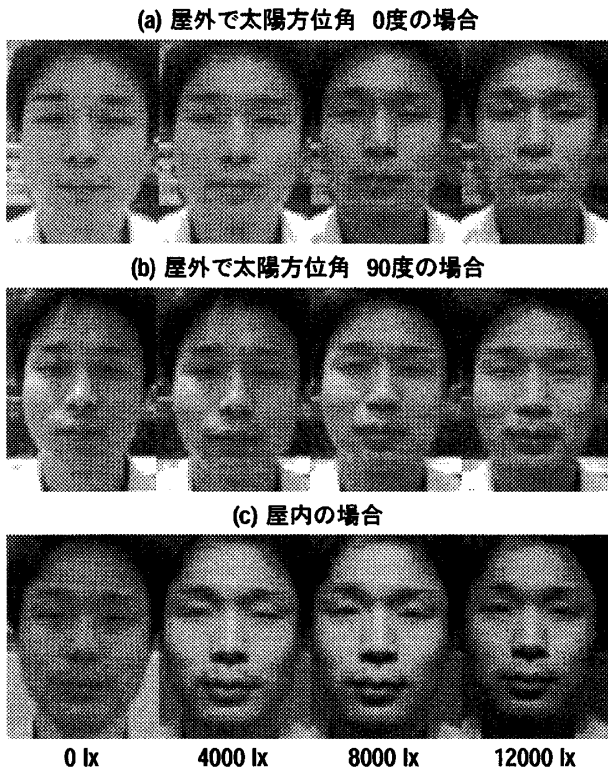 (a) 屋外で太陽方位角 0度の場合
(b) 屋外で太陽方位角 90度の場合
(c) 屋内の場合
0 lx 4000 lx 8000 lx 12000 lx